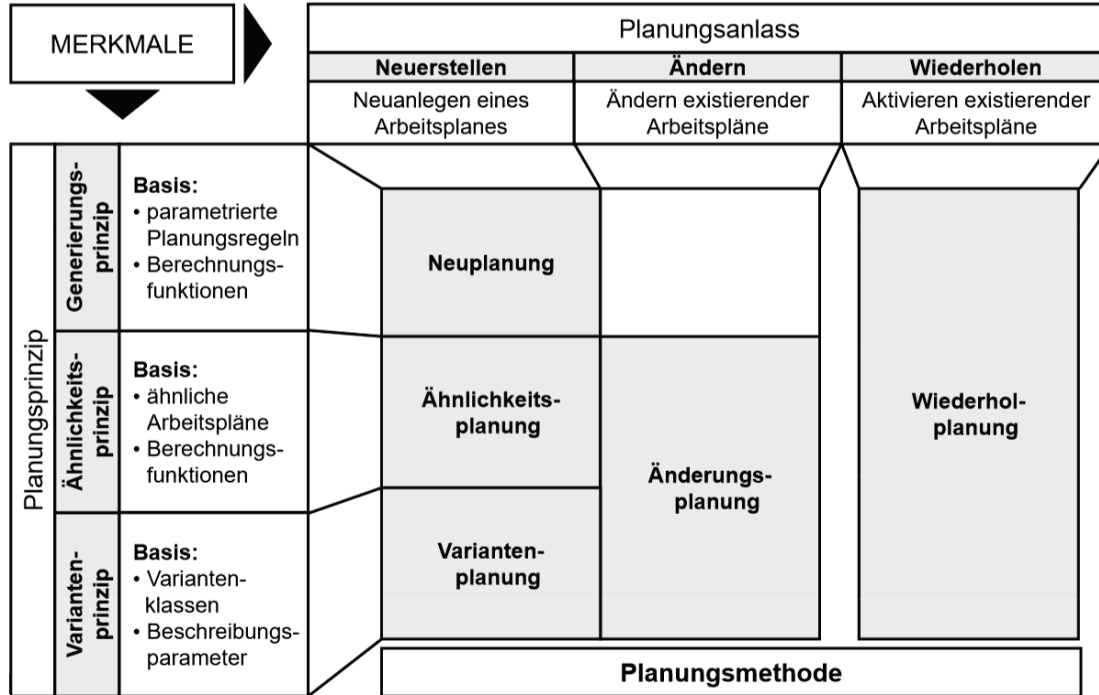 MERKMALE
Planungsanlass
Neuerstellen
Ändern
Wiederholen
Neuanlegen eines
Arbeitsplanes
Ändern existierender
Arbeitspläne
Aktivieren existierender
Arbeitspläne
Planungsprinzip
Generierungs-
prinzip
Basis:
• parametrierte
Planungsregeln
• Berechnungs-
funktionen
Neuplanung
Ähnlichkeits-
prinzip
Basis:
• ähnliche
Arbeitspläne
• Berechnungs-
funktionen
Ähnlichkeits-
planung
Änderungs-
planung
Wiederhol-
planung
Varianten-
prinzip
Basis:
• Varianten-
klassen
• Beschreibungs-
parameter
Varianten-
planung
Planungsmethode